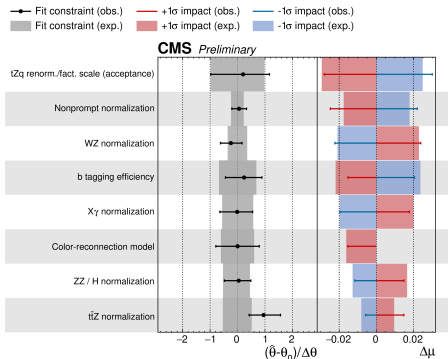 Fit constraint (obs.) +1σ impact (obs.) -1σ impact (obs.)
Fit constraint (exp.) +1σ impact (exp.) -1σ impact (exp.)
CMS Preliminary
tZq renorm./fact. scale (acceptance)
Nonprompt normalization
WZ normalization
b tagging efficiency
Xγ normalization
Color-reconnection model
ZZ / H normalization
tt̄Z normalization
−2 −1 0 1 2 −0.02 0 0.02
(θ̂-θ₀)/Δθ Δμ